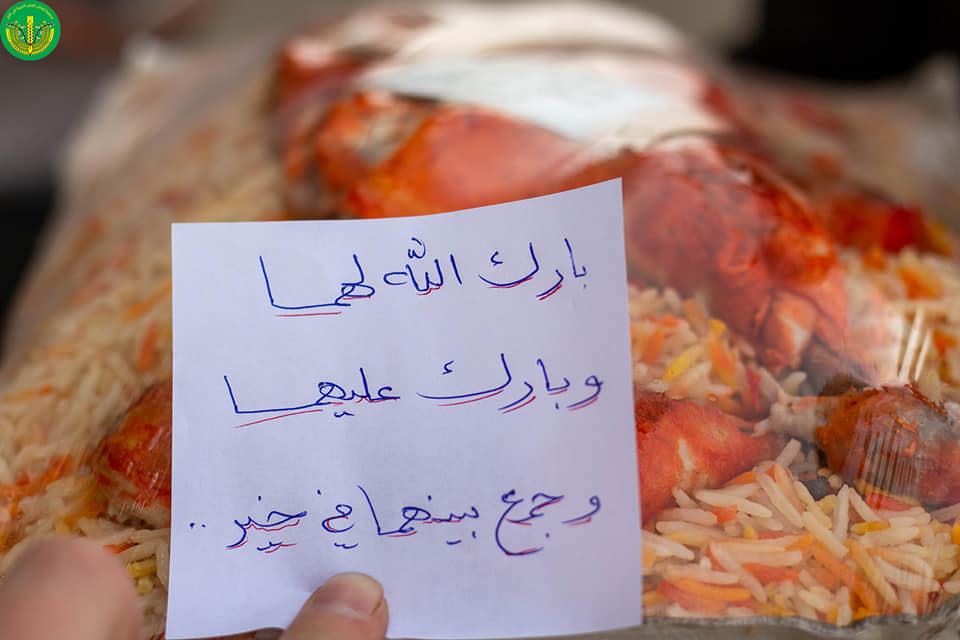 بارك الله لهما
وبارك عليهما
وجمع بينهما في خير ..